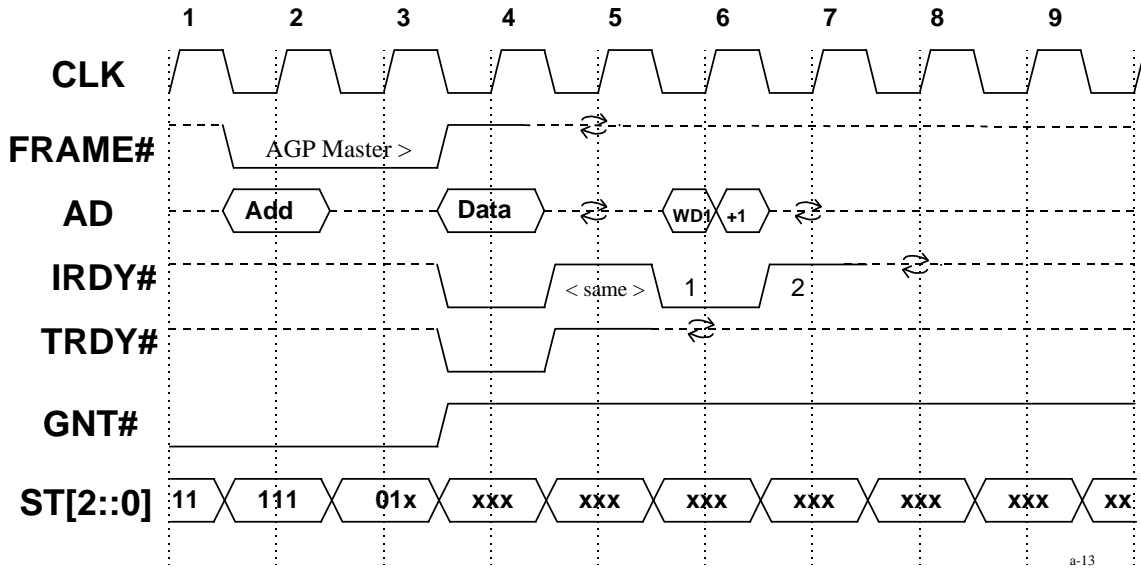 1 2 3 4 5 6 7 8 9
CLK
FRAME# AGP Master >
AD Add Data WD1 +1
IRDY# < same > 1 2
TRDY#
GNT#
ST[2::0] 11 111 01x xxx xxx xxx xxx xxx xxx xx
a-13